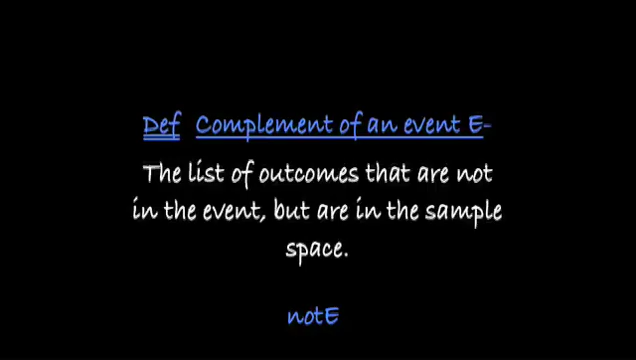 Def Complement of an event E-
The list of outcomes that are not
in the event, but are in the sample
space.
notE